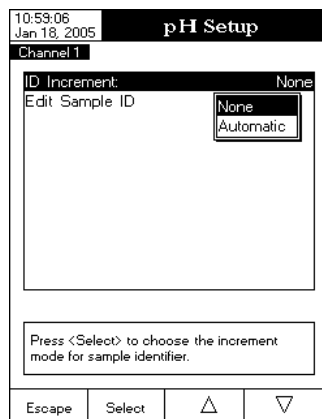 10:59:06
Jan 18, 2005
pH Setup
Channel 1
ID Increment: None
Edit Sample ID
None
Automatic
Press <Select> to choose the increment
mode for sample identifier.
Escape Select △ ▽